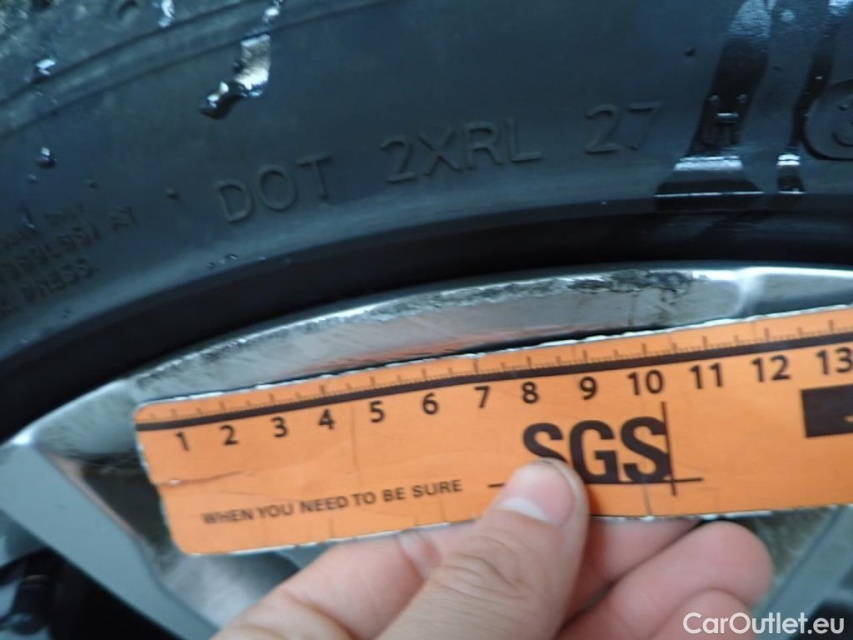 DOT 2XRL 27
1 2 3 4 5 6 7 8 9 10 11 12 13
SGS
WHEN YOU NEED TO BE SURE
CarOutlet.eu